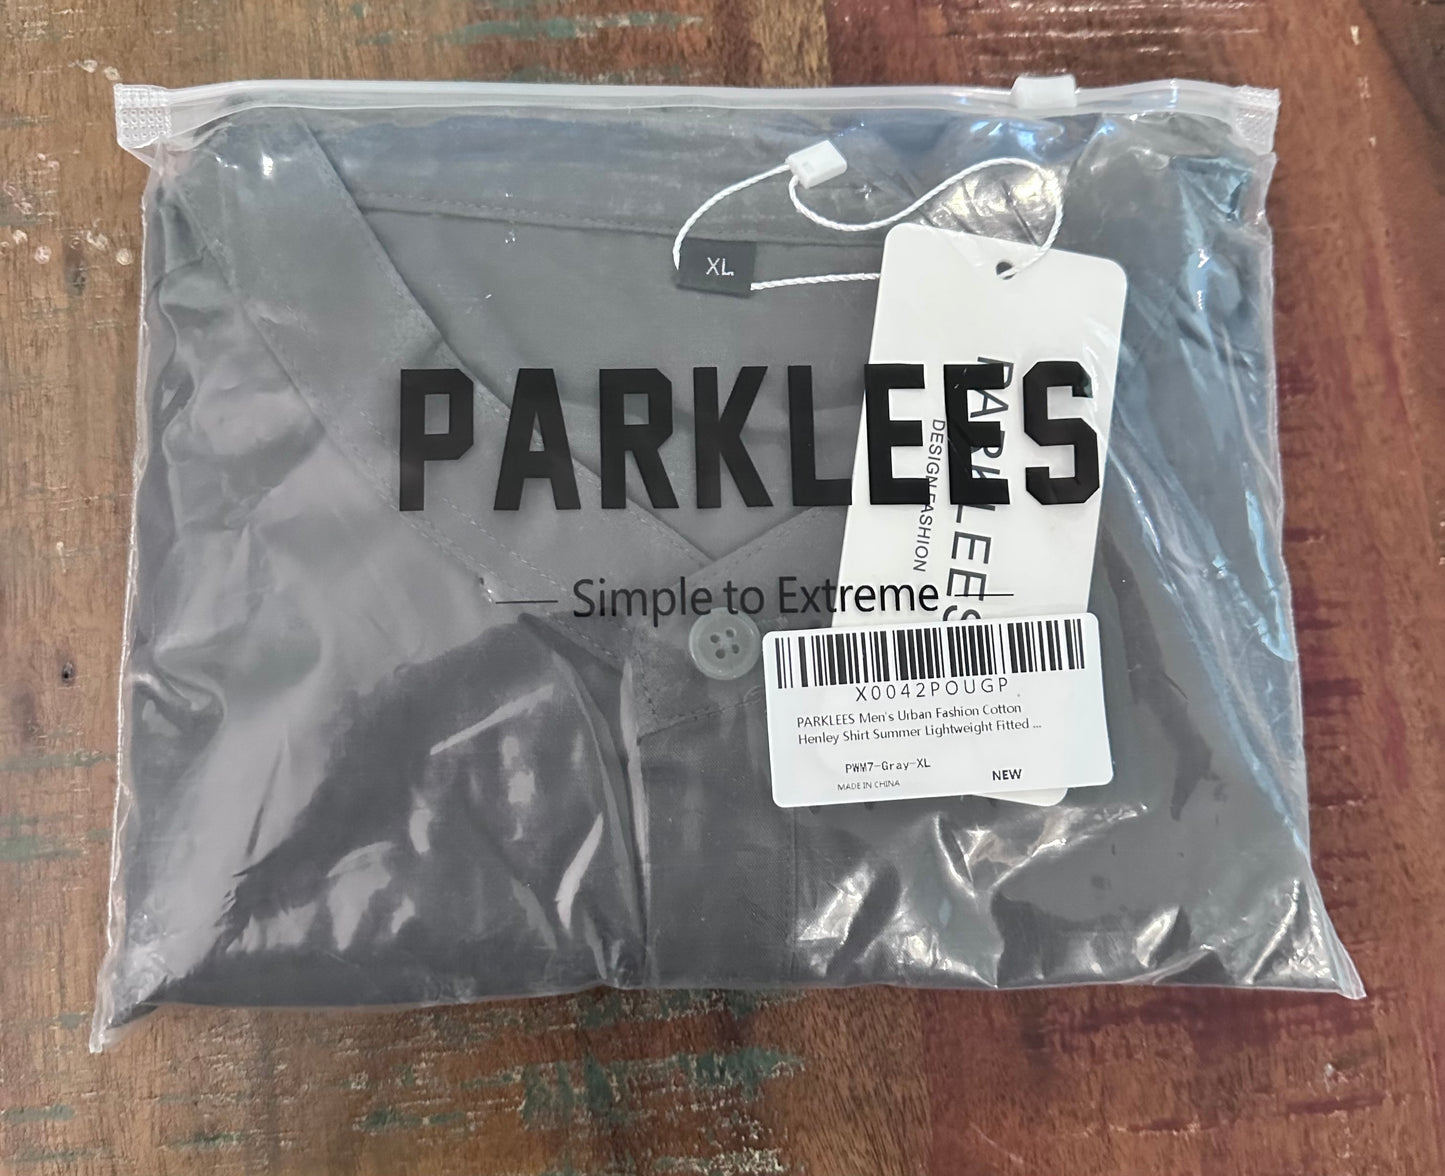 XL
PARKLEES
PARKLEES
DESIGN FASHION
Simple to Extreme
X0042POUGP
PARKLEES Men's Urban Fashion Cotton
Henley Shirt Summer Lightweight Fitted ...
PWM7-Gray-XL
MADE IN CHINA
NEW